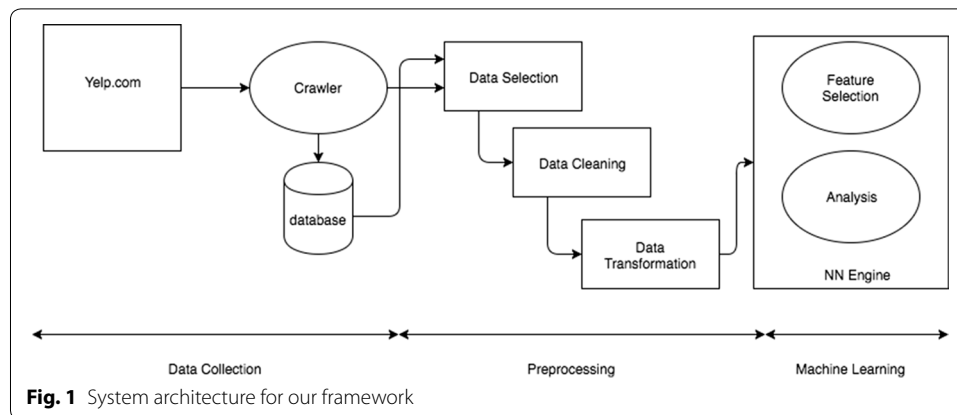 Yelp.com
Crawler
database
Data Selection
Data Cleaning
Data
Transformation
Feature
Selection
Analysis
NN Engine
Data Collection
Preprocessing
Machine Learning
Fig. 1 System architecture for our framework